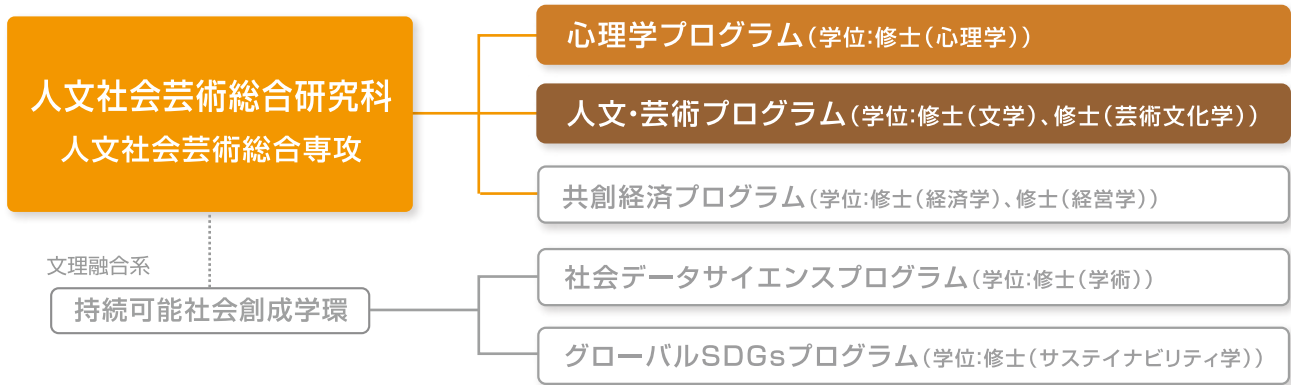 人文社会芸術総合研究科
人文社会芸術総合専攻
心理学プログラム(学位:修士(心理学))
人文・芸術プログラム(学位:修士(文学)、修士(芸術文化学))
共創経済プログラム(学位:修士(経済学)、修士(経営学))
文理融合系
持続可能社会創成学環
社会データサイエンスプログラム(学位:修士(学術))
グローバルSDGsプログラム(学位:修士(サステイナビリティ学))